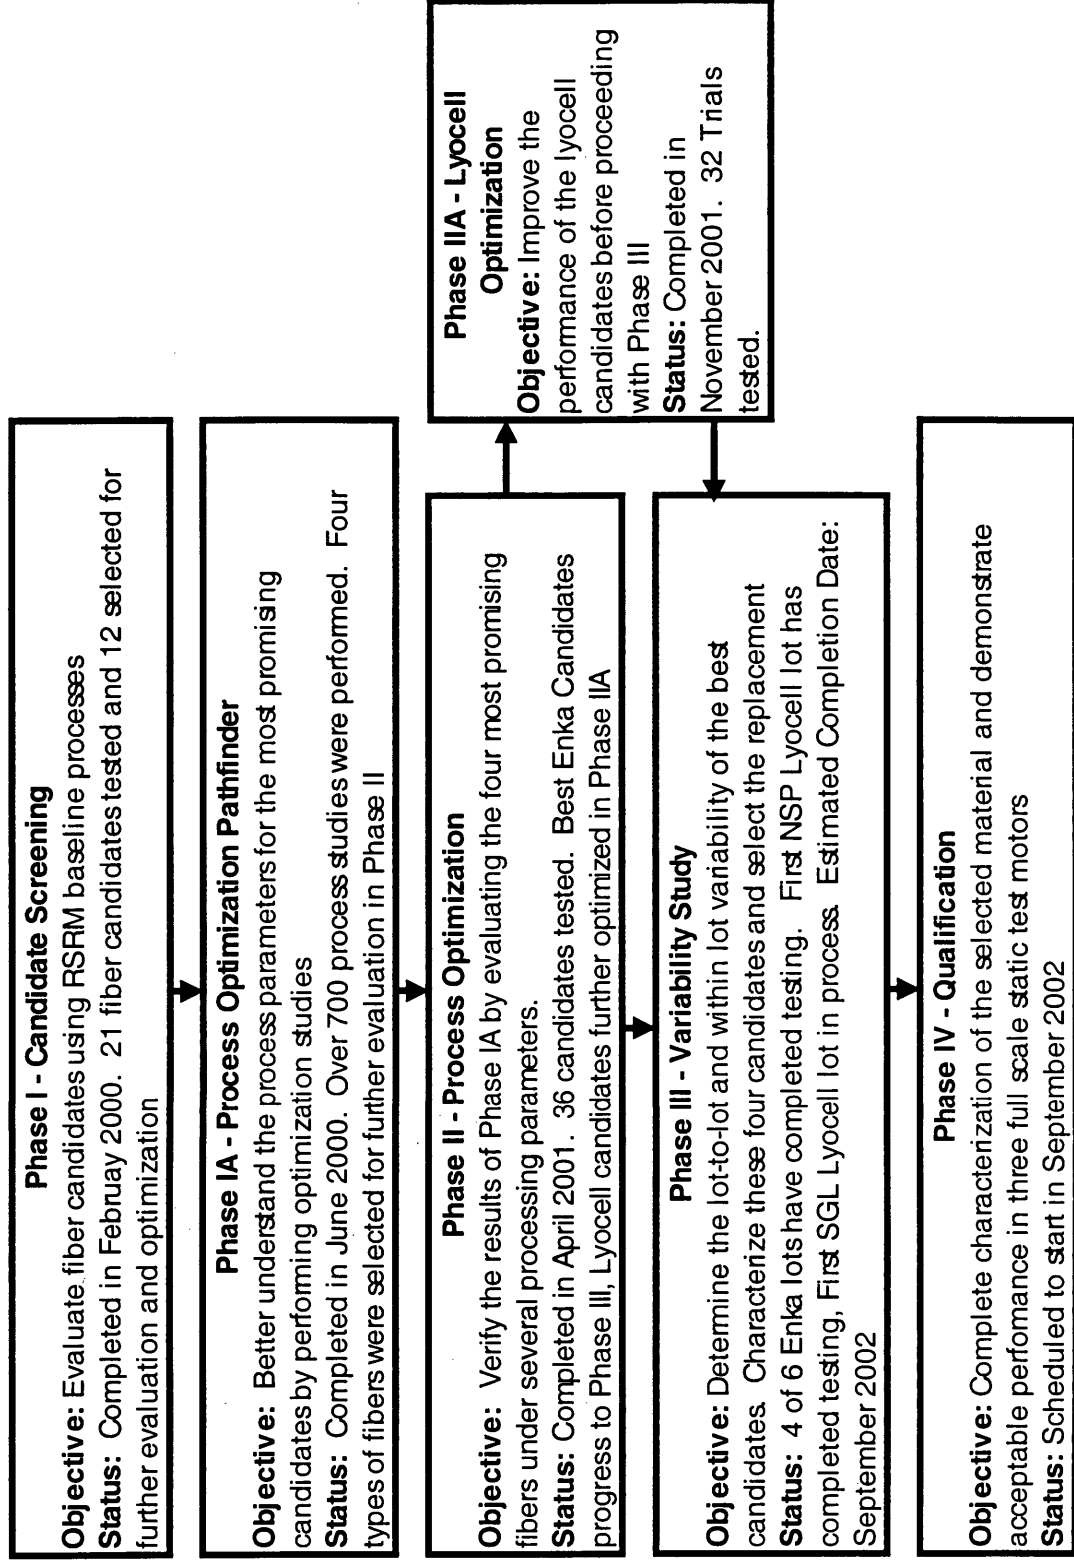 Phase I - Candidate Screening
Objective: Evaluate fiber candidates using RSRM baseline processes
Status: Completed in February 2000. 21 fiber candidates tested and 12 selected for
further evaluation and optimization
Phase IA - Process Optimization Pathfinder
Objective: Better understand the process parameters for the most promising
candidates by performing optimization studies
Status: Completed in June 2000. Over 700 process studies were performed. Four
types of fibers were selected for further evaluation in Phase II
Phase II - Process Optimization
Objective: Verify the results of Phase IA by evaluating the four most promising
fibers under several processing parameters.
Status: Completed in April 2001. 36 candidates tested. Best Enka Candidates
progress to Phase III, Lyocell candidates further optimized in Phase IIA
Phase IIA - Lyocell
Optimization
Objective: Improve the
performance of the lyocell
candidates before proceeding
with Phase III
Status: Completed in
November 2001. 32 Trials
tested.
Phase III - Variability Study
Objective: Determine the lot-to-lot and within lot variability of the best
candidates. Characterize these four candidates and select the replacement
Status: 4 of 6 Enka lots have completed testing. First NSP Lyocell lot has
completed testing, First SGL Lyocell lot in process. Estimated Completion Date:
September 2002
Phase IV - Qualification
Objective: Complete characterization of the selected material and demonstrate
acceptable perfomance in three full scale static test motors
Status: Scheduled to start in September 2002